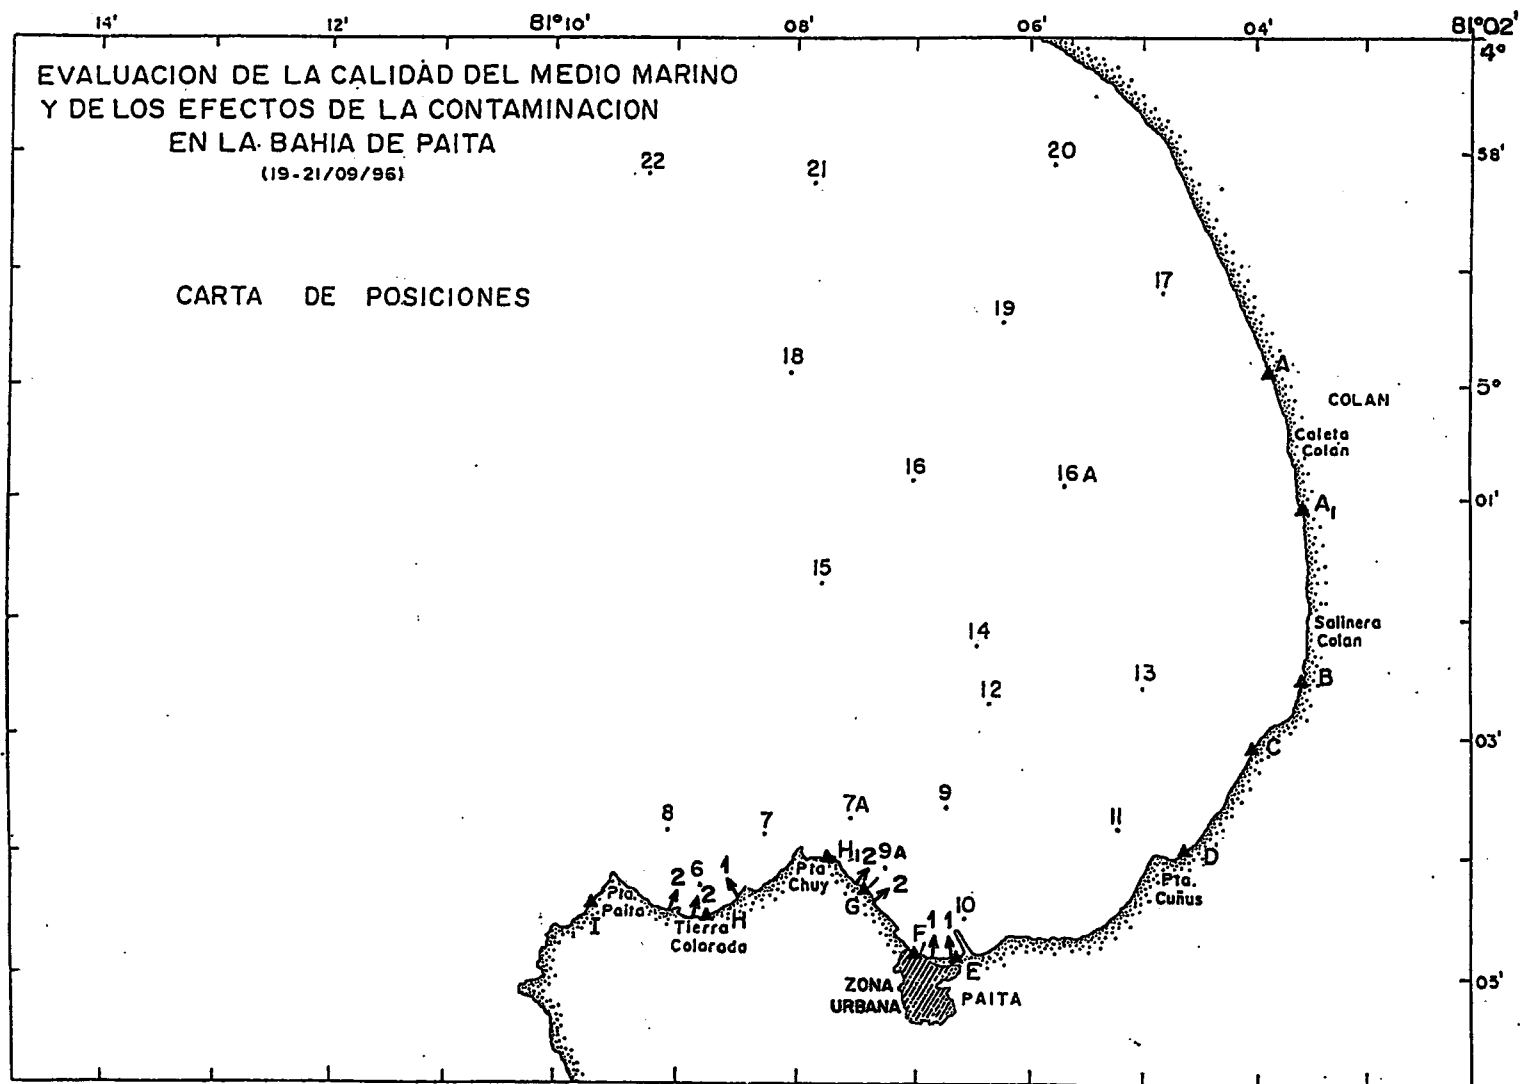 14' 12' 81°10' 08' 06' 04' 81°02'
4°
EVALUACION DE LA CALIDAD DEL MEDIO MARINO
Y DE LOS EFECTOS DE LA CONTAMINACION
EN LA BAHIA DE PAITA
(19-21/09/96)
22 21 20 58'
CARTA DE POSICIONES
17
19
18
A
5°
COLAN
Caleta
Colan
16 16A
01'
A1
15
Salinera
Colan
14
13
B
12
03'
C
9
7A
8 7 11
H1 2 9A
D
Pta
Chuy
Pta.
Cuñus
2 6 1
2 2
Pta.
Paita
G
10
I
H
Tierra
Colorada
F 1 1
E
05'
ZONA
URBANA
PAITA